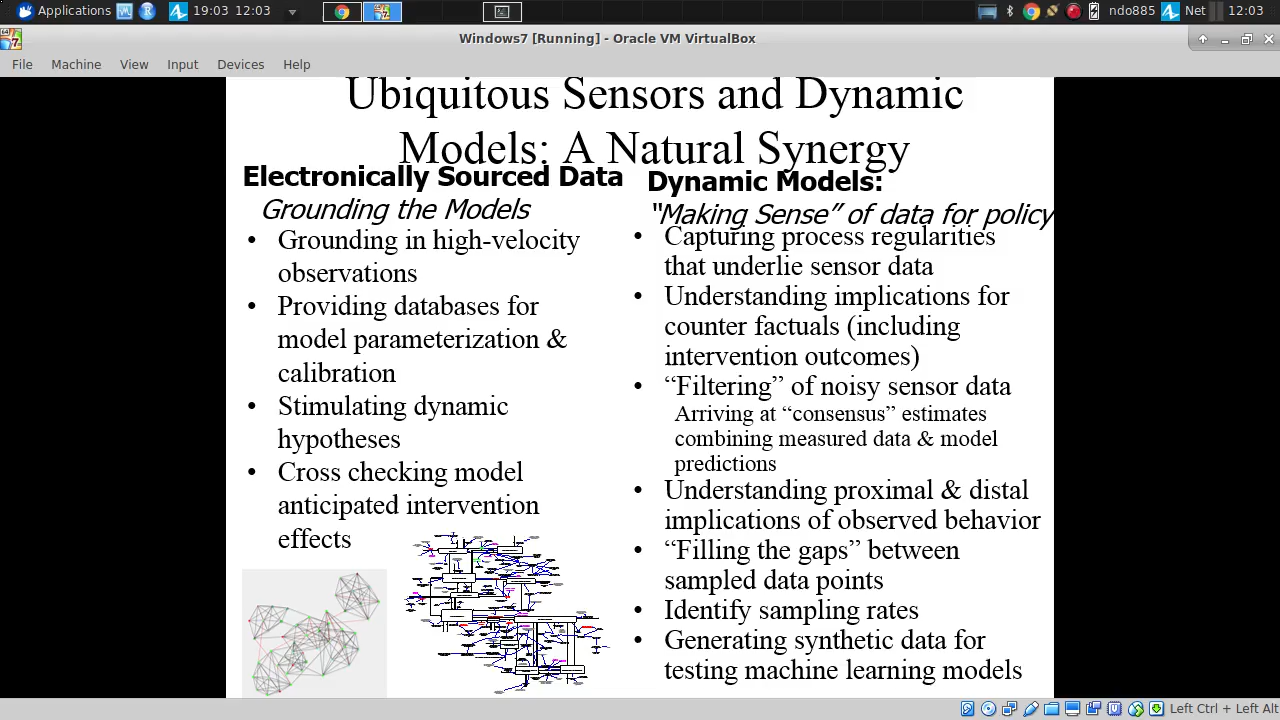 Applications
19:03 12:03
ndo885
Net
12:03
Windows7 [Running] - Oracle VM VirtualBox
File Machine View Input Devices Help
Ubiquitous Sensors and Dynamic
Models: A Natural Synergy
Electronically Sourced Data
Grounding the Models
• Grounding in high-velocity
observations
• Providing databases for
model parameterization &
calibration
• Stimulating dynamic
hypotheses
• Cross checking model
anticipated intervention
effects
Dynamic Models:
“Making Sense” of data for policy
• Capturing process regularities
that underlie sensor data
• Understanding implications for
counter factuals (including
intervention outcomes)
• “Filtering” of noisy sensor data
Arriving at “consensus” estimates
combining measured data & model
predictions
• Understanding proximal & distal
implications of observed behavior
• “Filling the gaps” between
sampled data points
• Identify sampling rates
• Generating synthetic data for
testing machine learning models
Left Ctrl + Left Alt